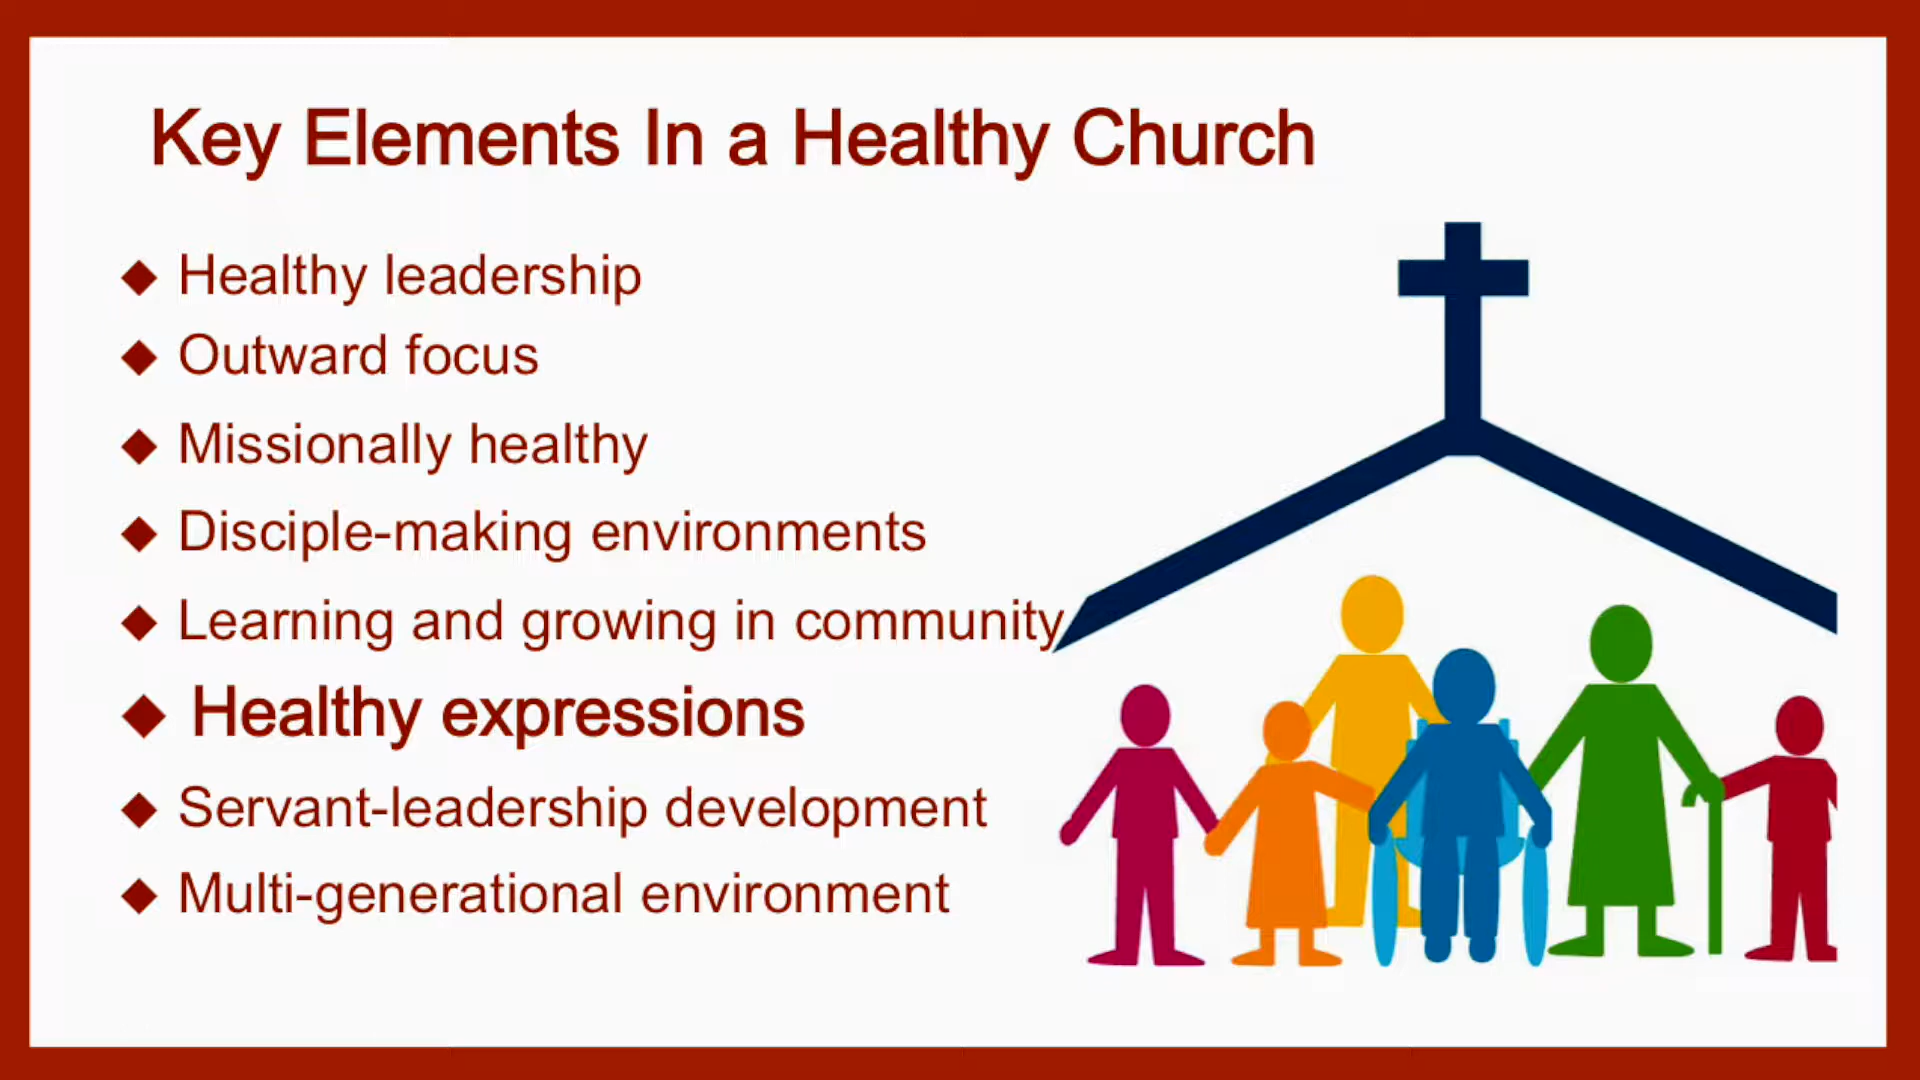 Key Elements In a Healthy Church
Healthy leadership
Outward focus
Missionally healthy
Disciple-making environments
Learning and growing in community
Healthy expressions
Servant-leadership development
Multi-generational environment